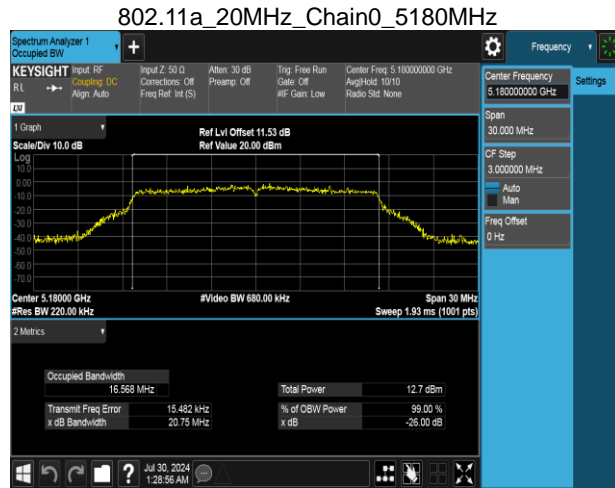 802.11a_20MHz_Chain0_5180MHz
Spectrum Analyzer 1
Occupied BW
Frequency
KEYSIGHT
RL
LXI
Input: RF
Coupling: DC
Align: Auto
Input Z: 50 Ω
Corrections: Off
Freq Ref: Int (S)
Atten: 30 dB
Preamp: Off
Trig: Free Run
Gate: Off
#IF Gain: Low
Center Freq: 5.180000000 GHz
Avg|Hold: 10/10
Radio Std: None
Center Frequency
5.180000000 GHz
Settings
Span
30.000 MHz
CF Step
3.000000 MHz
Auto
Man
Freq Offset
0 Hz
1 Graph
Scale/Div 10.0 dB
Ref Lvl Offset 11.53 dB
Ref Value 20.00 dBm
Log
10.0
0.00
-10.0
-20.0
-30.0
-40.0
-50.0
-60.0
-70.0
Center 5.18000 GHz
#Res BW 220.00 kHz
#Video BW 680.00 kHz
Span 30 MHz
Sweep 1.93 ms (1001 pts)
2 Metrics
Occupied Bandwidth
16.568 MHz
Total Power 12.7 dBm
Transmit Freq Error 15.482 kHz
% of OBW Power 99.00 %
x dB Bandwidth 20.75 MHz
x dB -26.00 dB
Jul 30, 2024
1:28:56 AM